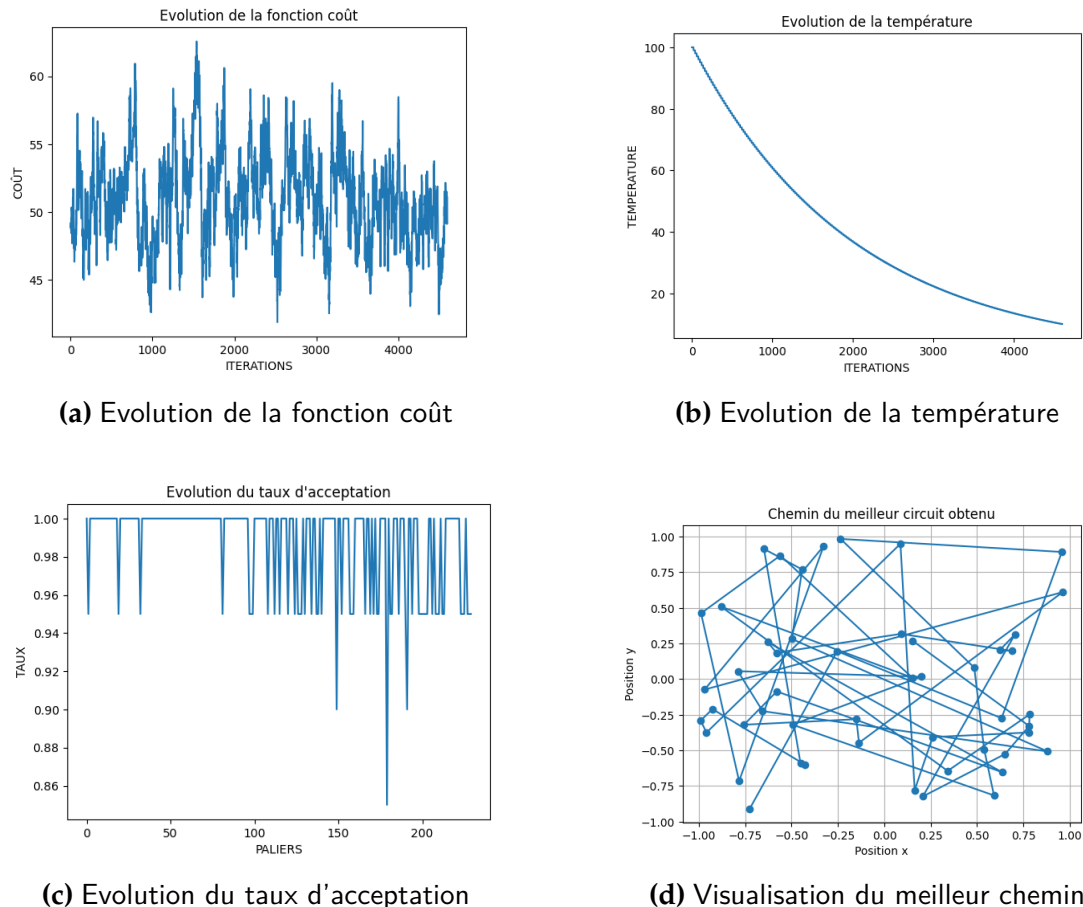 Evolution de la fonction coût
60
55
50
45
COÛT
0 1000 2000 3000 4000
ITERATIONS
(a) Evolution de la fonction coût
Evolution de la température
100
80
60
40
20
TEMPERATURE
0 1000 2000 3000 4000
ITERATIONS
(b) Evolution de la température
Evolution du taux d'acceptation
1.00
0.98
0.96
0.94
0.92
0.90
0.88
0.86
TAUX
0 50 100 150 200
PALIERS
(c) Evolution du taux d'acceptation
Chemin du meilleur circuit obtenu
1.00
0.75
0.50
0.25
0.00
−0.25
−0.50
−0.75
−1.00
Position y
−1.00 −0.75 −0.50 −0.25 0.00 0.25 0.50 0.75 1.00
Position x
(d) Visualisation du meilleur chemin